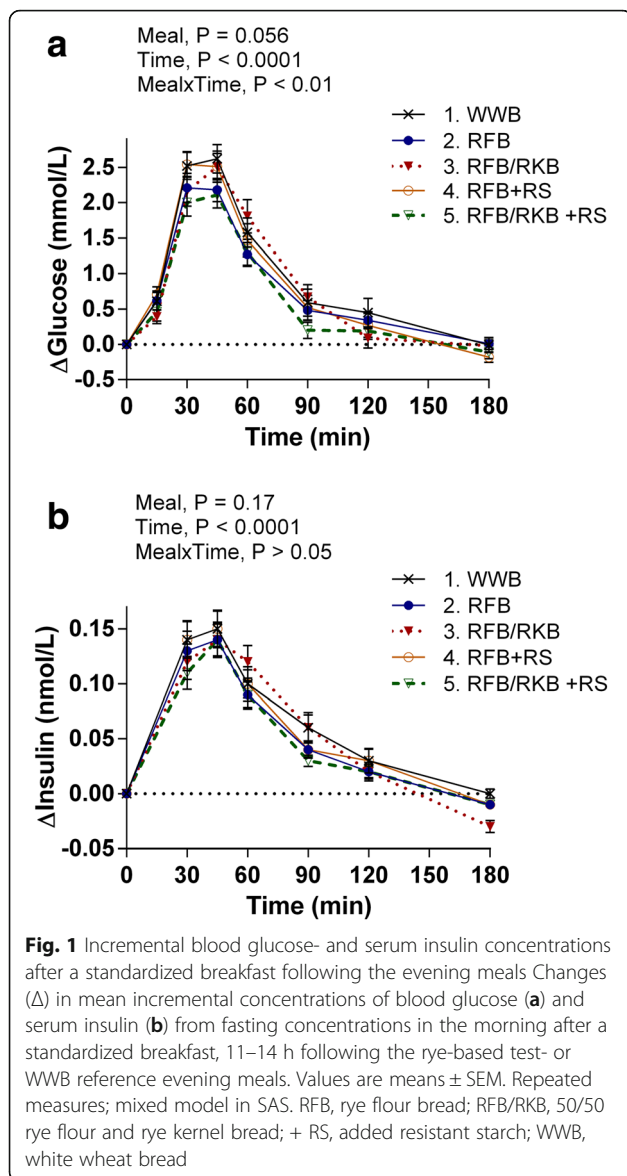 a
Meal, P = 0.056
Time, P < 0.0001
MealxTime, P < 0.01
1. WWB
2. RFB
3. RFB/RKB
4. RFB+RS
5. RFB/RKB +RS
ΔGlucose (mmol/L)
2.5
2.0
1.5
1.0
0.5
0.0
-0.5
0 30 60 90 120 150 180
Time (min)
b
Meal, P = 0.17
Time, P < 0.0001
MealxTime, P > 0.05
1. WWB
2. RFB
3. RFB/RKB
4. RFB+RS
5. RFB/RKB +RS
ΔInsulin (nmol/L)
0.15
0.10
0.05
0.00
-0.05
0 30 60 90 120 150 180
Time (min)
Fig. 1 Incremental blood glucose- and serum insulin concentrations
after a standardized breakfast following the evening meals Changes
(Δ) in mean incremental concentrations of blood glucose (a) and
serum insulin (b) from fasting concentrations in the morning after a
standardized breakfast, 11–14 h following the rye-based test- or
WWB reference evening meals. Values are means ± SEM. Repeated
measures; mixed model in SAS. RFB, rye flour bread; RFB/RKB, 50/50
rye flour and rye kernel bread; + RS, added resistant starch; WWB,
white wheat bread